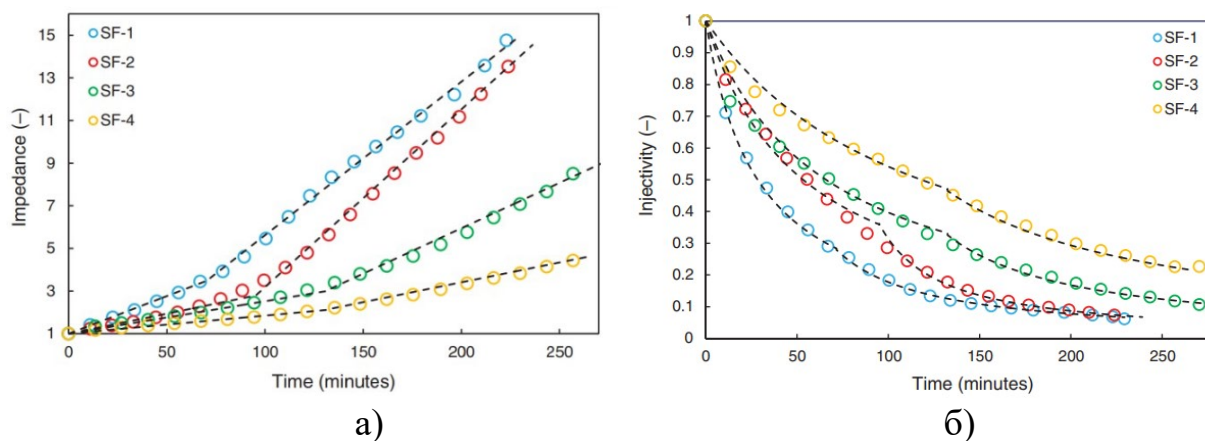 15
13
11
9
7
5
3
1
Impedance (–)
SF-1
SF-2
SF-3
SF-4
0 50 100 150 200 250
Time (minutes)
а)
1
0.9
0.8
0.7
0.6
0.5
0.4
0.3
0.2
0.1
0
Injectivity (–)
SF-1
SF-2
SF-3
SF-4
0 50 100 150 200 250
Time (minutes)
б)